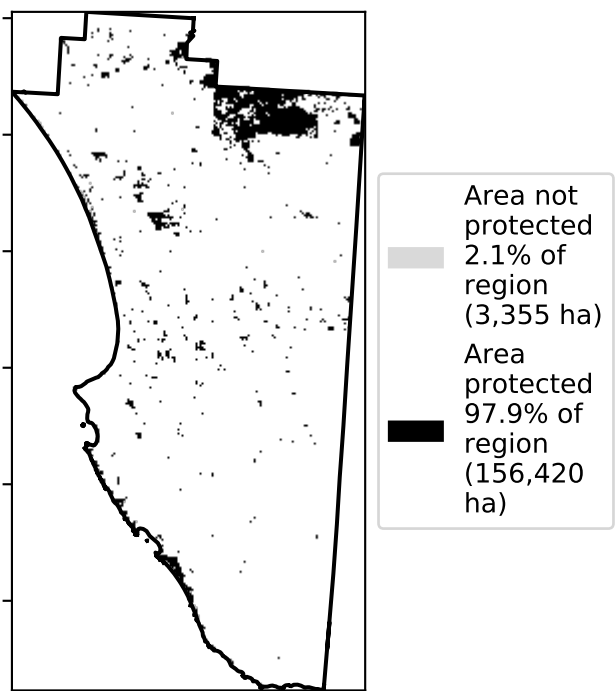 Area not
protected
2.1% of
region
(3,355 ha)
Area
protected
97.9% of
region
(156,420
ha)